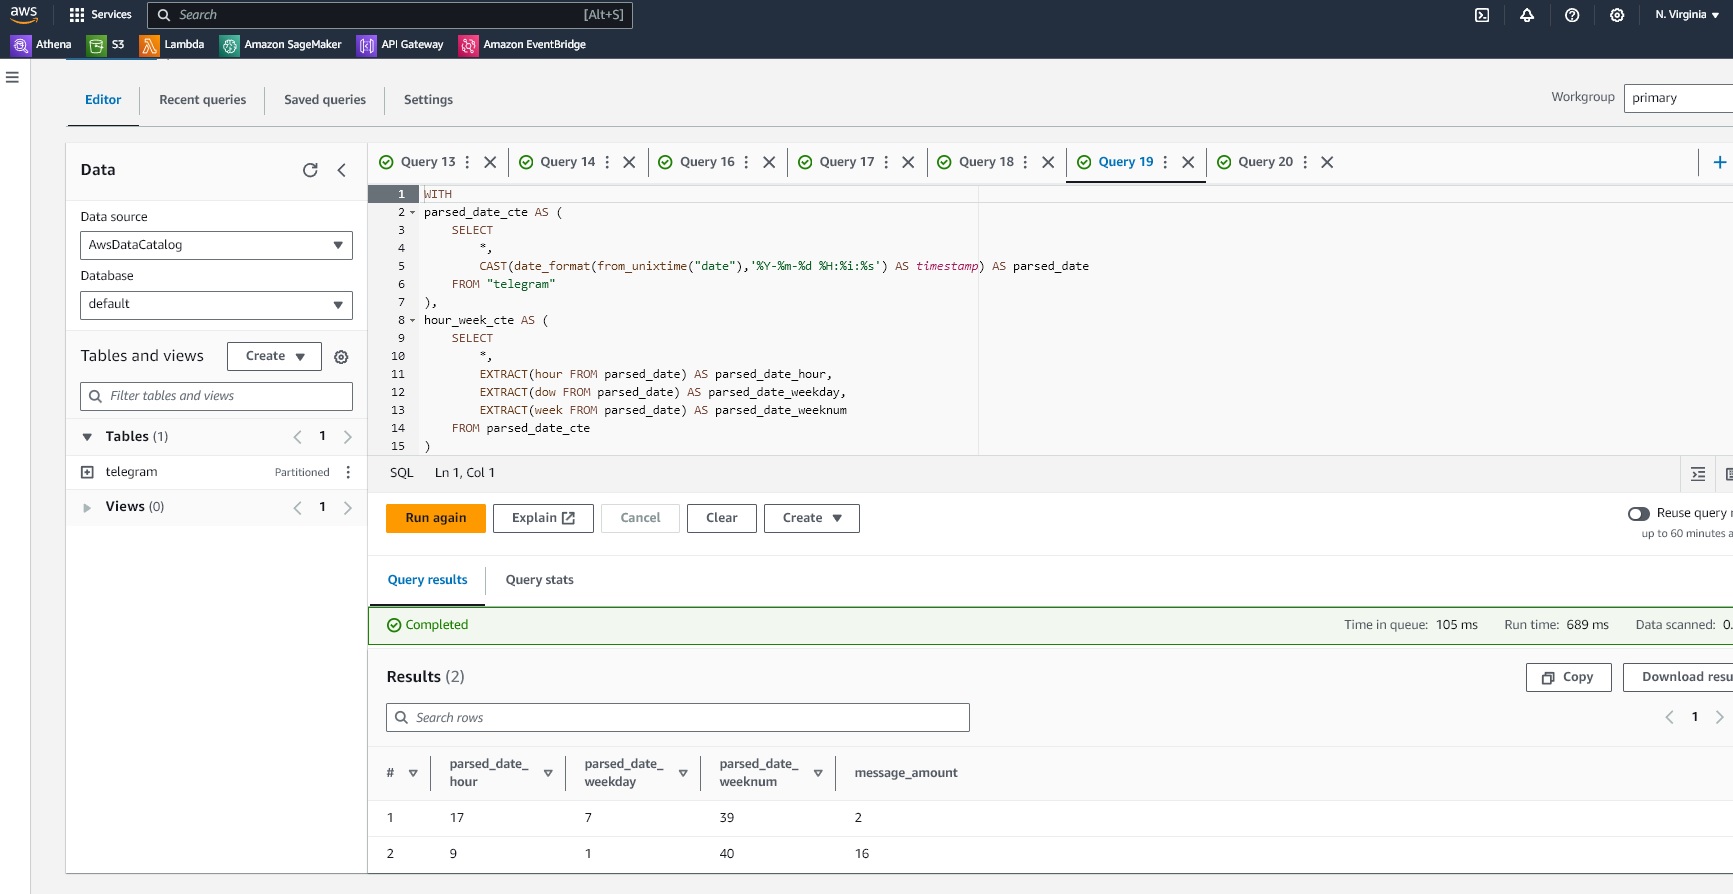 aws
Services
Search
[Alt+S]
N. Virginia
Athena
S3
Lambda
Amazon SageMaker
API Gateway
Amazon EventBridge
Editor
Recent queries
Saved queries
Settings
Workgroup
primary
Data
Data source
AwsDataCatalog
Database
default
Tables and views
Create
Filter tables and views
Tables (1)
1
telegram
Partitioned
Views (0)
1
Query 13
Query 14
Query 16
Query 17
Query 18
Query 19
Query 20
1 WITH
2 parsed_date_cte AS (
3 SELECT
4 *,
5 CAST(date_format(from_unixtime("date"),'%Y-%m-%d %H:%i:%s') AS timestamp) AS parsed_date
6 FROM "telegram"
7 ),
8 hour_week_cte AS (
9 SELECT
10 *,
11 EXTRACT(hour FROM parsed_date) AS parsed_date_hour,
12 EXTRACT(dow FROM parsed_date) AS parsed_date_weekday,
13 EXTRACT(week FROM parsed_date) AS parsed_date_weeknum
14 FROM parsed_date_cte
15 )
SQL Ln 1, Col 1
Run again
Explain
Cancel
Clear
Create
Reuse query
up to 60 minutes
Query results
Query stats
Completed
Time in queue: 105 ms
Run time: 689 ms
Data scanned: 0.
Results (2)
Copy
Download
Search rows
1
# parsed_date_ parsed_date_ parsed_date_ message_amount
hour weekday weeknum
1 17 7 39 2
2 9 1 40 16